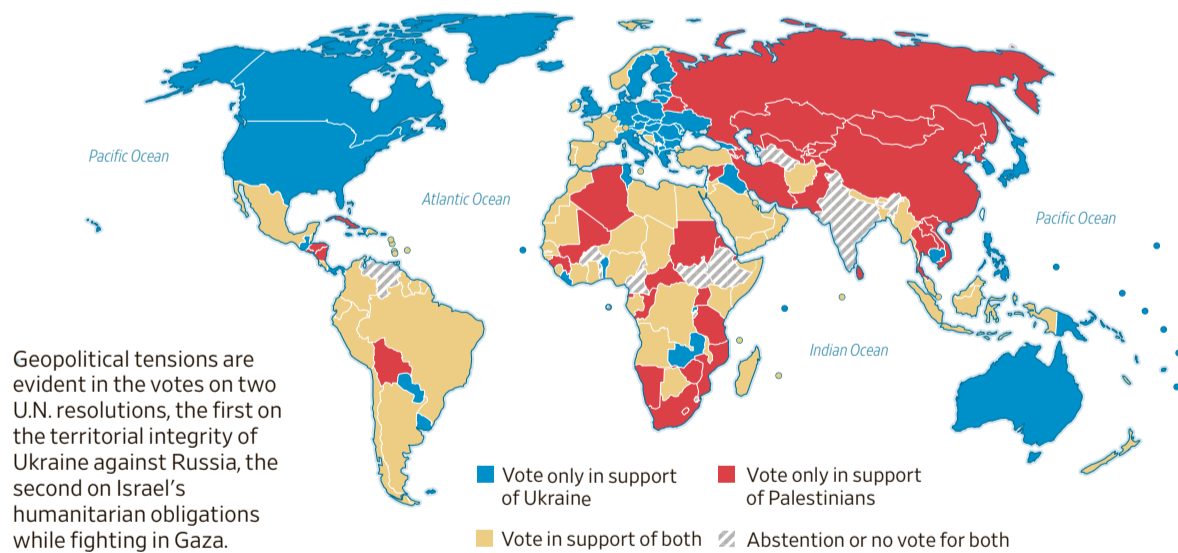 Pacific Ocean
Atlantic Ocean
Pacific Ocean
Indian Ocean
Geopolitical tensions are
evident in the votes on two
U.N. resolutions, the first on
the territorial integrity of
Ukraine against Russia, the
second on Israel's
humanitarian obligations
while fighting in Gaza.
Vote only in support
of Ukraine
Vote only in support
of Palestinians
Vote in support of both
Abstention or no vote for both